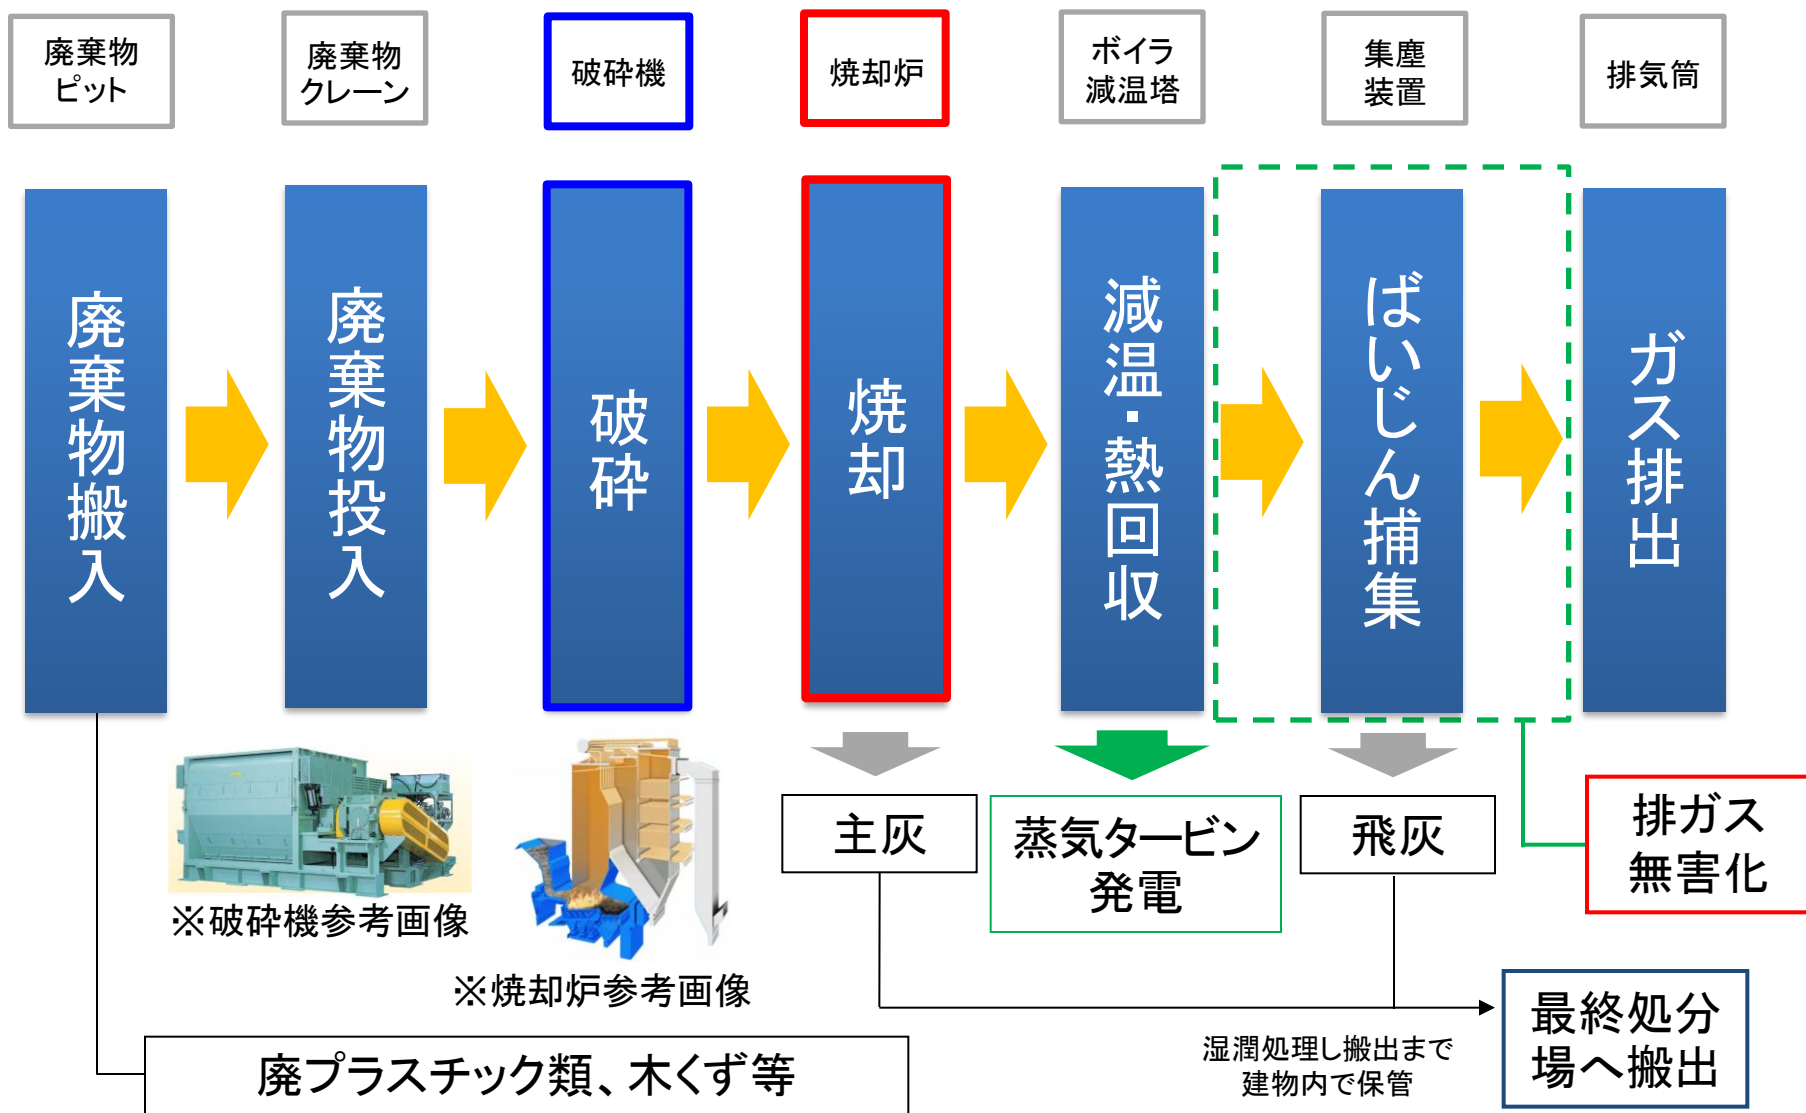 廃棄物
ピット
廃棄物
クレーン
破砕機
焼却炉
ボイラ
減温塔
集塵
装置
排気筒
廃棄物搬入
廃棄物投入
破砕
焼却
減温・熱回収
ばいじん捕集
ガス排出
※破砕機参考画像
※焼却炉参考画像
主灰
蒸気タービン
発電
飛灰
排ガス
無害化
廃プラスチック類、木くず等
湿潤処理し搬出まで
建物内で保管
最終処分
場へ搬出